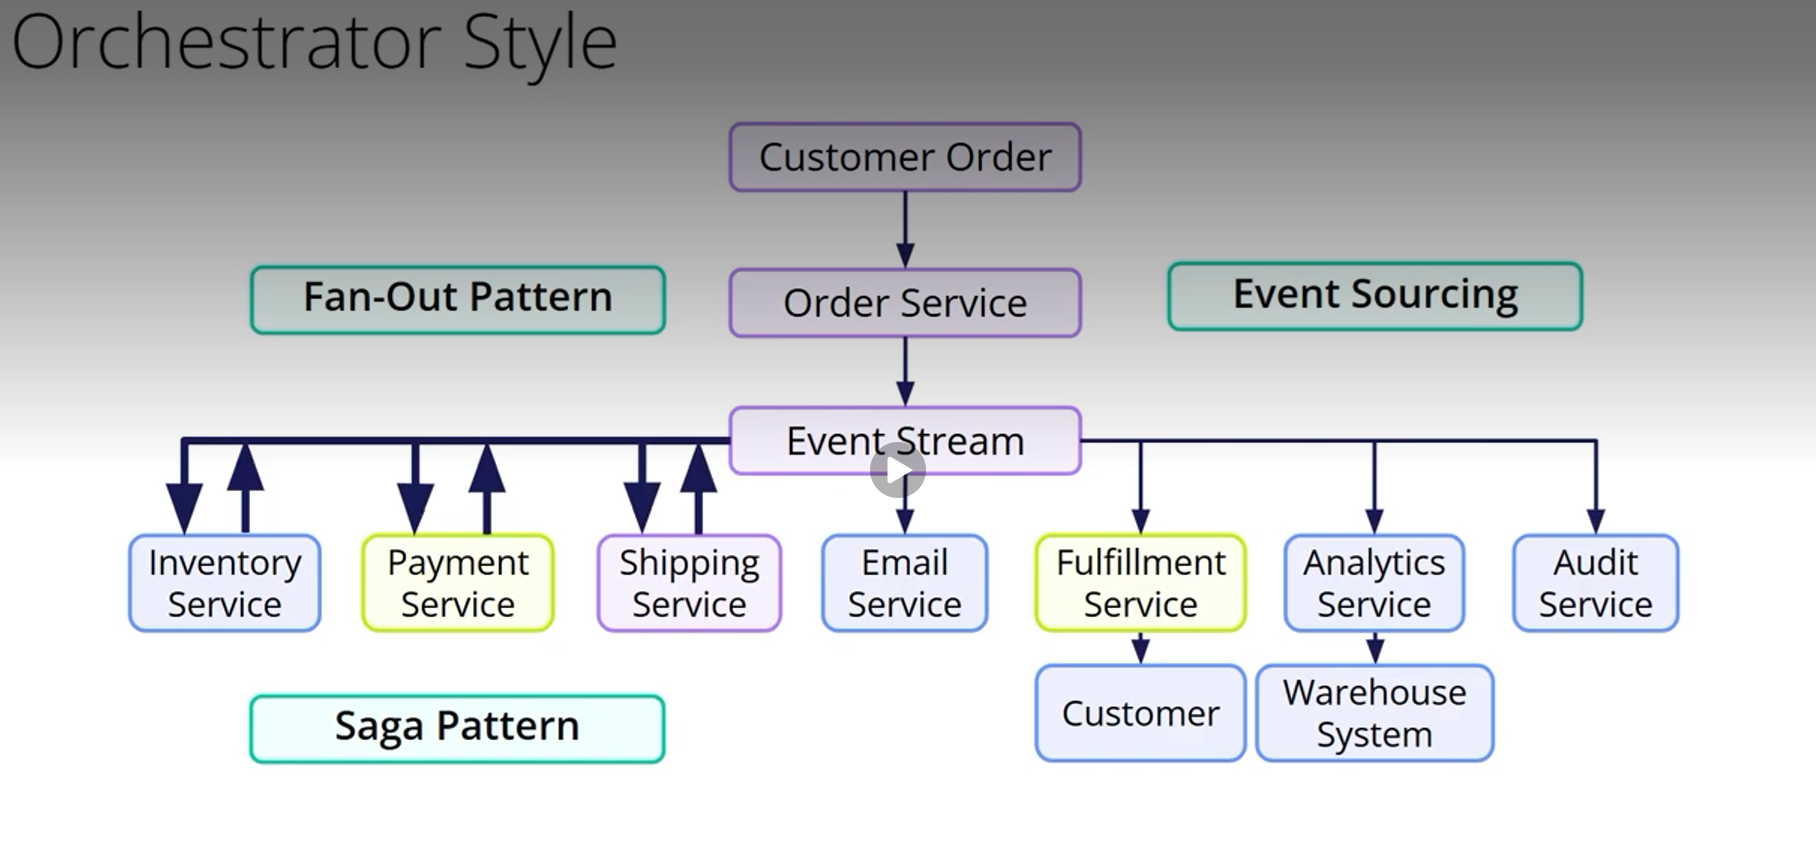 Orchestrator Style
Customer Order
Fan-Out Pattern
Order Service
Event Sourcing
Event Stream
Inventory
Service
Payment
Service
Shipping
Service
Email
Service
Fulfillment
Service
Analytics
Service
Audit
Service
Saga Pattern
Customer
Warehouse
System